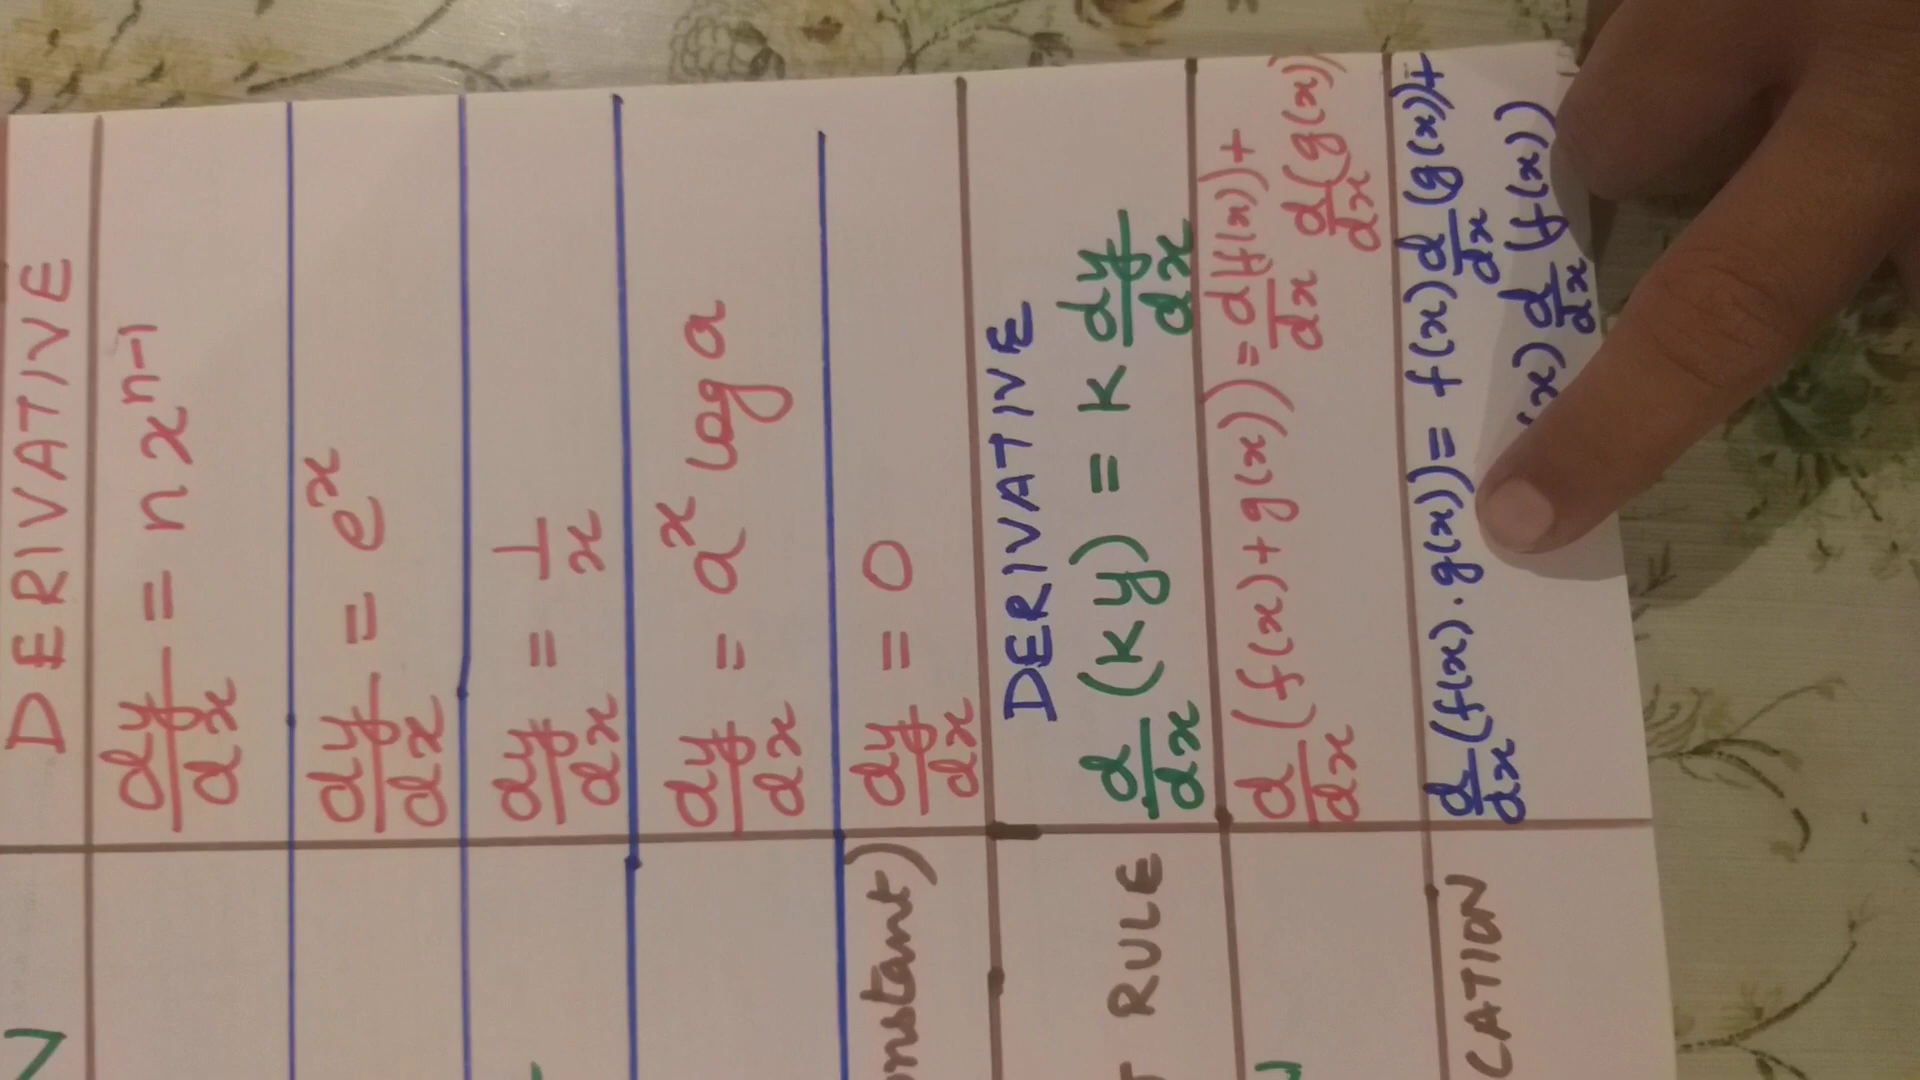 DERIVATIVE
dy/dx = n x^(n-1)
dy/dx = e^x
dy/dx = 1/x
dy/dx = a^x log a
nstant) dy/dx = 0
DERIVATIVE
RULE d/dx (ky) = k dy/dx
d/dx (f(x) + g(x)) = d/dx (f(x)) +
d/dx (g(x))
CATION d/dx (f(x) . g(x)) = f(x) d/dx (g(x)) +
(x) d/dx (f(x))